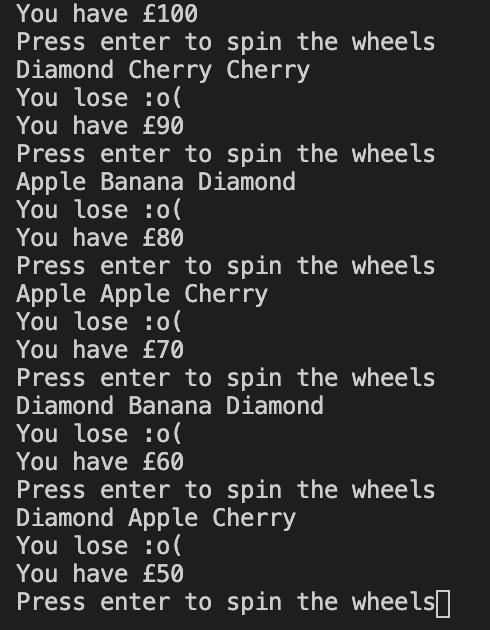 You have £100
Press enter to spin the wheels
Diamond Cherry Cherry
You lose :o(
You have £90
Press enter to spin the wheels
Apple Banana Diamond
You lose :o(
You have £80
Press enter to spin the wheels
Apple Apple Cherry
You lose :o(
You have £70
Press enter to spin the wheels
Diamond Banana Diamond
You lose :o(
You have £60
Press enter to spin the wheels
Diamond Apple Cherry
You lose :o(
You have £50
Press enter to spin the wheels